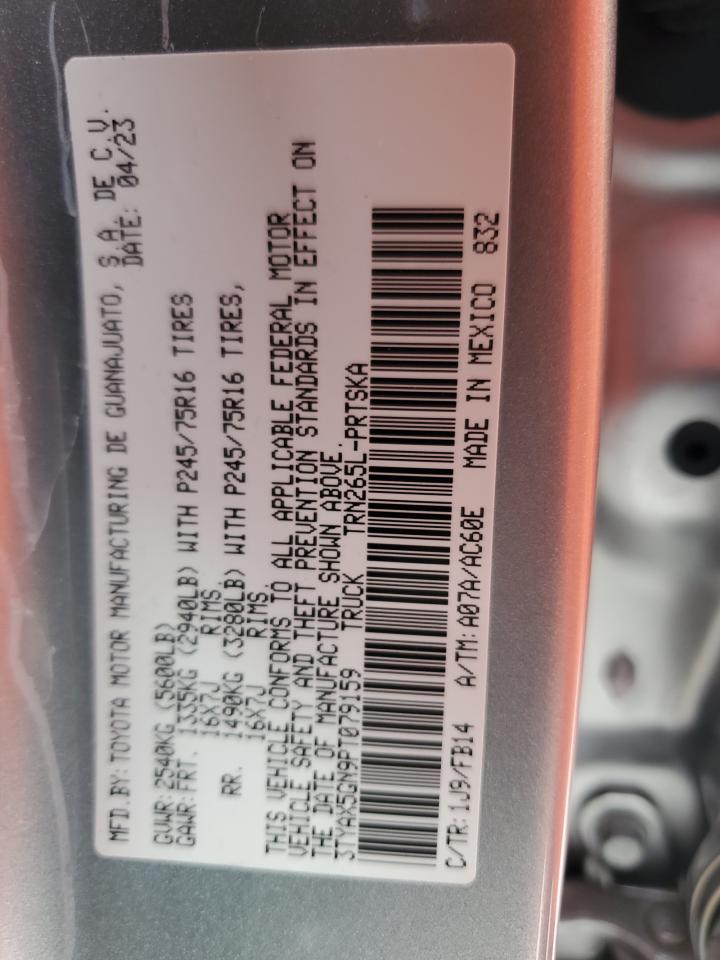 MFD.BY: TOYOTA MOTOR MANUFACTURING DE GUANAJUATO, S.A. DE C.V.
DATE: 04/23
GVWR: 2540KG (5600LB)
GAWR: FRT. 1335KG (2940LB) WITH P245/75R16 TIRES
16X7J RIMS,
RR. 1490KG (3280LB) WITH P245/75R16 TIRES,
16X7J RIMS.
THIS VEHICLE CONFORMS TO ALL APPLICABLE FEDERAL MOTOR
VEHICLE SAFETY AND THEFT PREVENTION STANDARDS IN EFFECT ON
THE DATE OF MANUFACTURE SHOWN ABOVE.
3TYAX5GN9PT079159 TRUCK TRN265L-PRTSKA
C/TR: 1J9/FB14 A/TM: A07A/AC60E MADE IN MEXICO 832